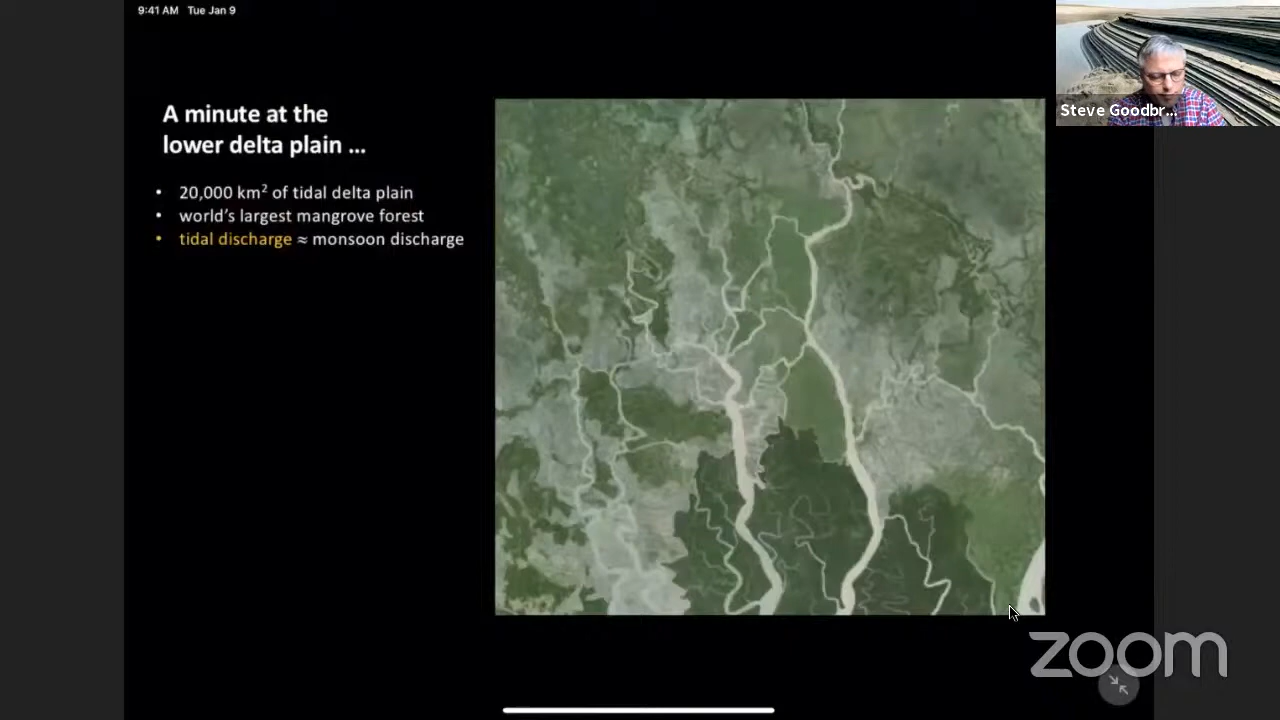 9:41 AM Tue Jan 9
Steve Goodbr...
A minute at the
lower delta plain ...
• 20,000 km² of tidal delta plain
• world's largest mangrove forest
• tidal discharge ≈ monsoon discharge
zoom